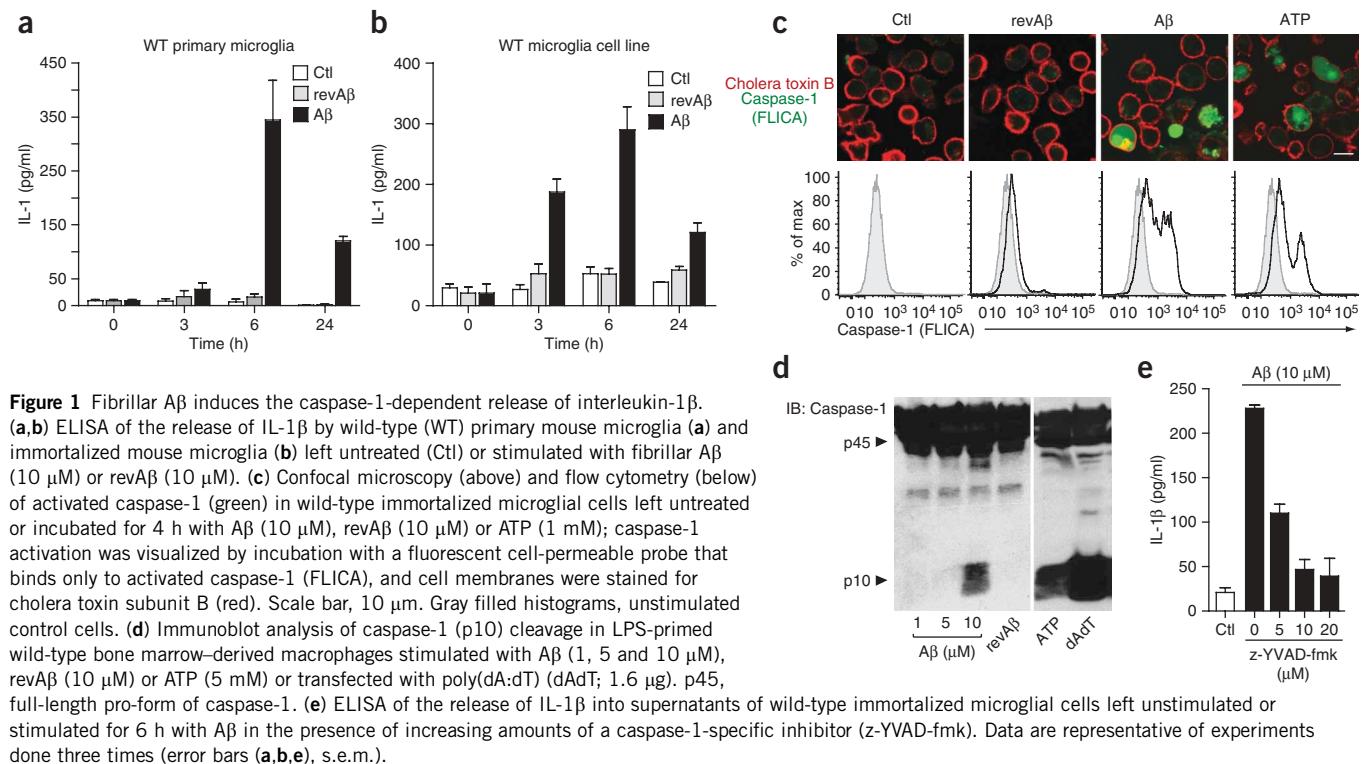 a
WT primary microglia
450
350
250
150
50
0
IL-1 (pg/ml)
Ctl
revAβ
Aβ
0 3 6 24
Time (h)
b
WT microglia cell line
400
300
200
100
0
IL-1 (pg/ml)
Ctl
revAβ
Aβ
0 3 6 24
Time (h)
c
Ctl revAβ Aβ ATP
Cholera toxin B
Caspase-1
(FLICA)
100
80
60
40
20
0
% of max
010 10³ 10⁴ 10⁵ 010 10³ 10⁴ 10⁵ 010 10³ 10⁴ 10⁵ 010 10³ 10⁴ 10⁵
Caspase-1 (FLICA)
d
IB: Caspase-1
p45
p10
1 5 10 revAβ ATP dAdT
Aβ (μM)
e
Aβ (10 μM)
250
200
150
100
50
0
IL-1β (pg/ml)
Ctl 0 5 10 20
z-YVAD-fmk
(μM)
Figure 1 Fibrillar Aβ induces the caspase-1-dependent release of interleukin-1β.
(a,b) ELISA of the release of IL-1β by wild-type (WT) primary mouse microglia (a) and
immortalized mouse microglia (b) left untreated (Ctl) or stimulated with fibrillar Aβ
(10 μM) or revAβ (10 μM). (c) Confocal microscopy (above) and flow cytometry (below)
of activated caspase-1 (green) in wild-type immortalized microglial cells left untreated
or incubated for 4 h with Aβ (10 μM), revAβ (10 μM) or ATP (1 mM); caspase-1
activation was visualized by incubation with a fluorescent cell-permeable probe that
binds only to activated caspase-1 (FLICA), and cell membranes were stained for
cholera toxin subunit B (red). Scale bar, 10 μm. Gray filled histograms, unstimulated
control cells. (d) Immunoblot analysis of caspase-1 (p10) cleavage in LPS-primed
wild-type bone marrow–derived macrophages stimulated with Aβ (1, 5 and 10 μM),
revAβ (10 μM) or ATP (5 mM) or transfected with poly(dA:dT) (dAdT; 1.6 μg). p45,
full-length pro-form of caspase-1. (e) ELISA of the release of IL-1β into supernatants of wild-type immortalized microglial cells left unstimulated or
stimulated for 6 h with Aβ in the presence of increasing amounts of a caspase-1-specific inhibitor (z-YVAD-fmk). Data are representative of experiments
done three times (error bars (a,b,e), s.e.m.).